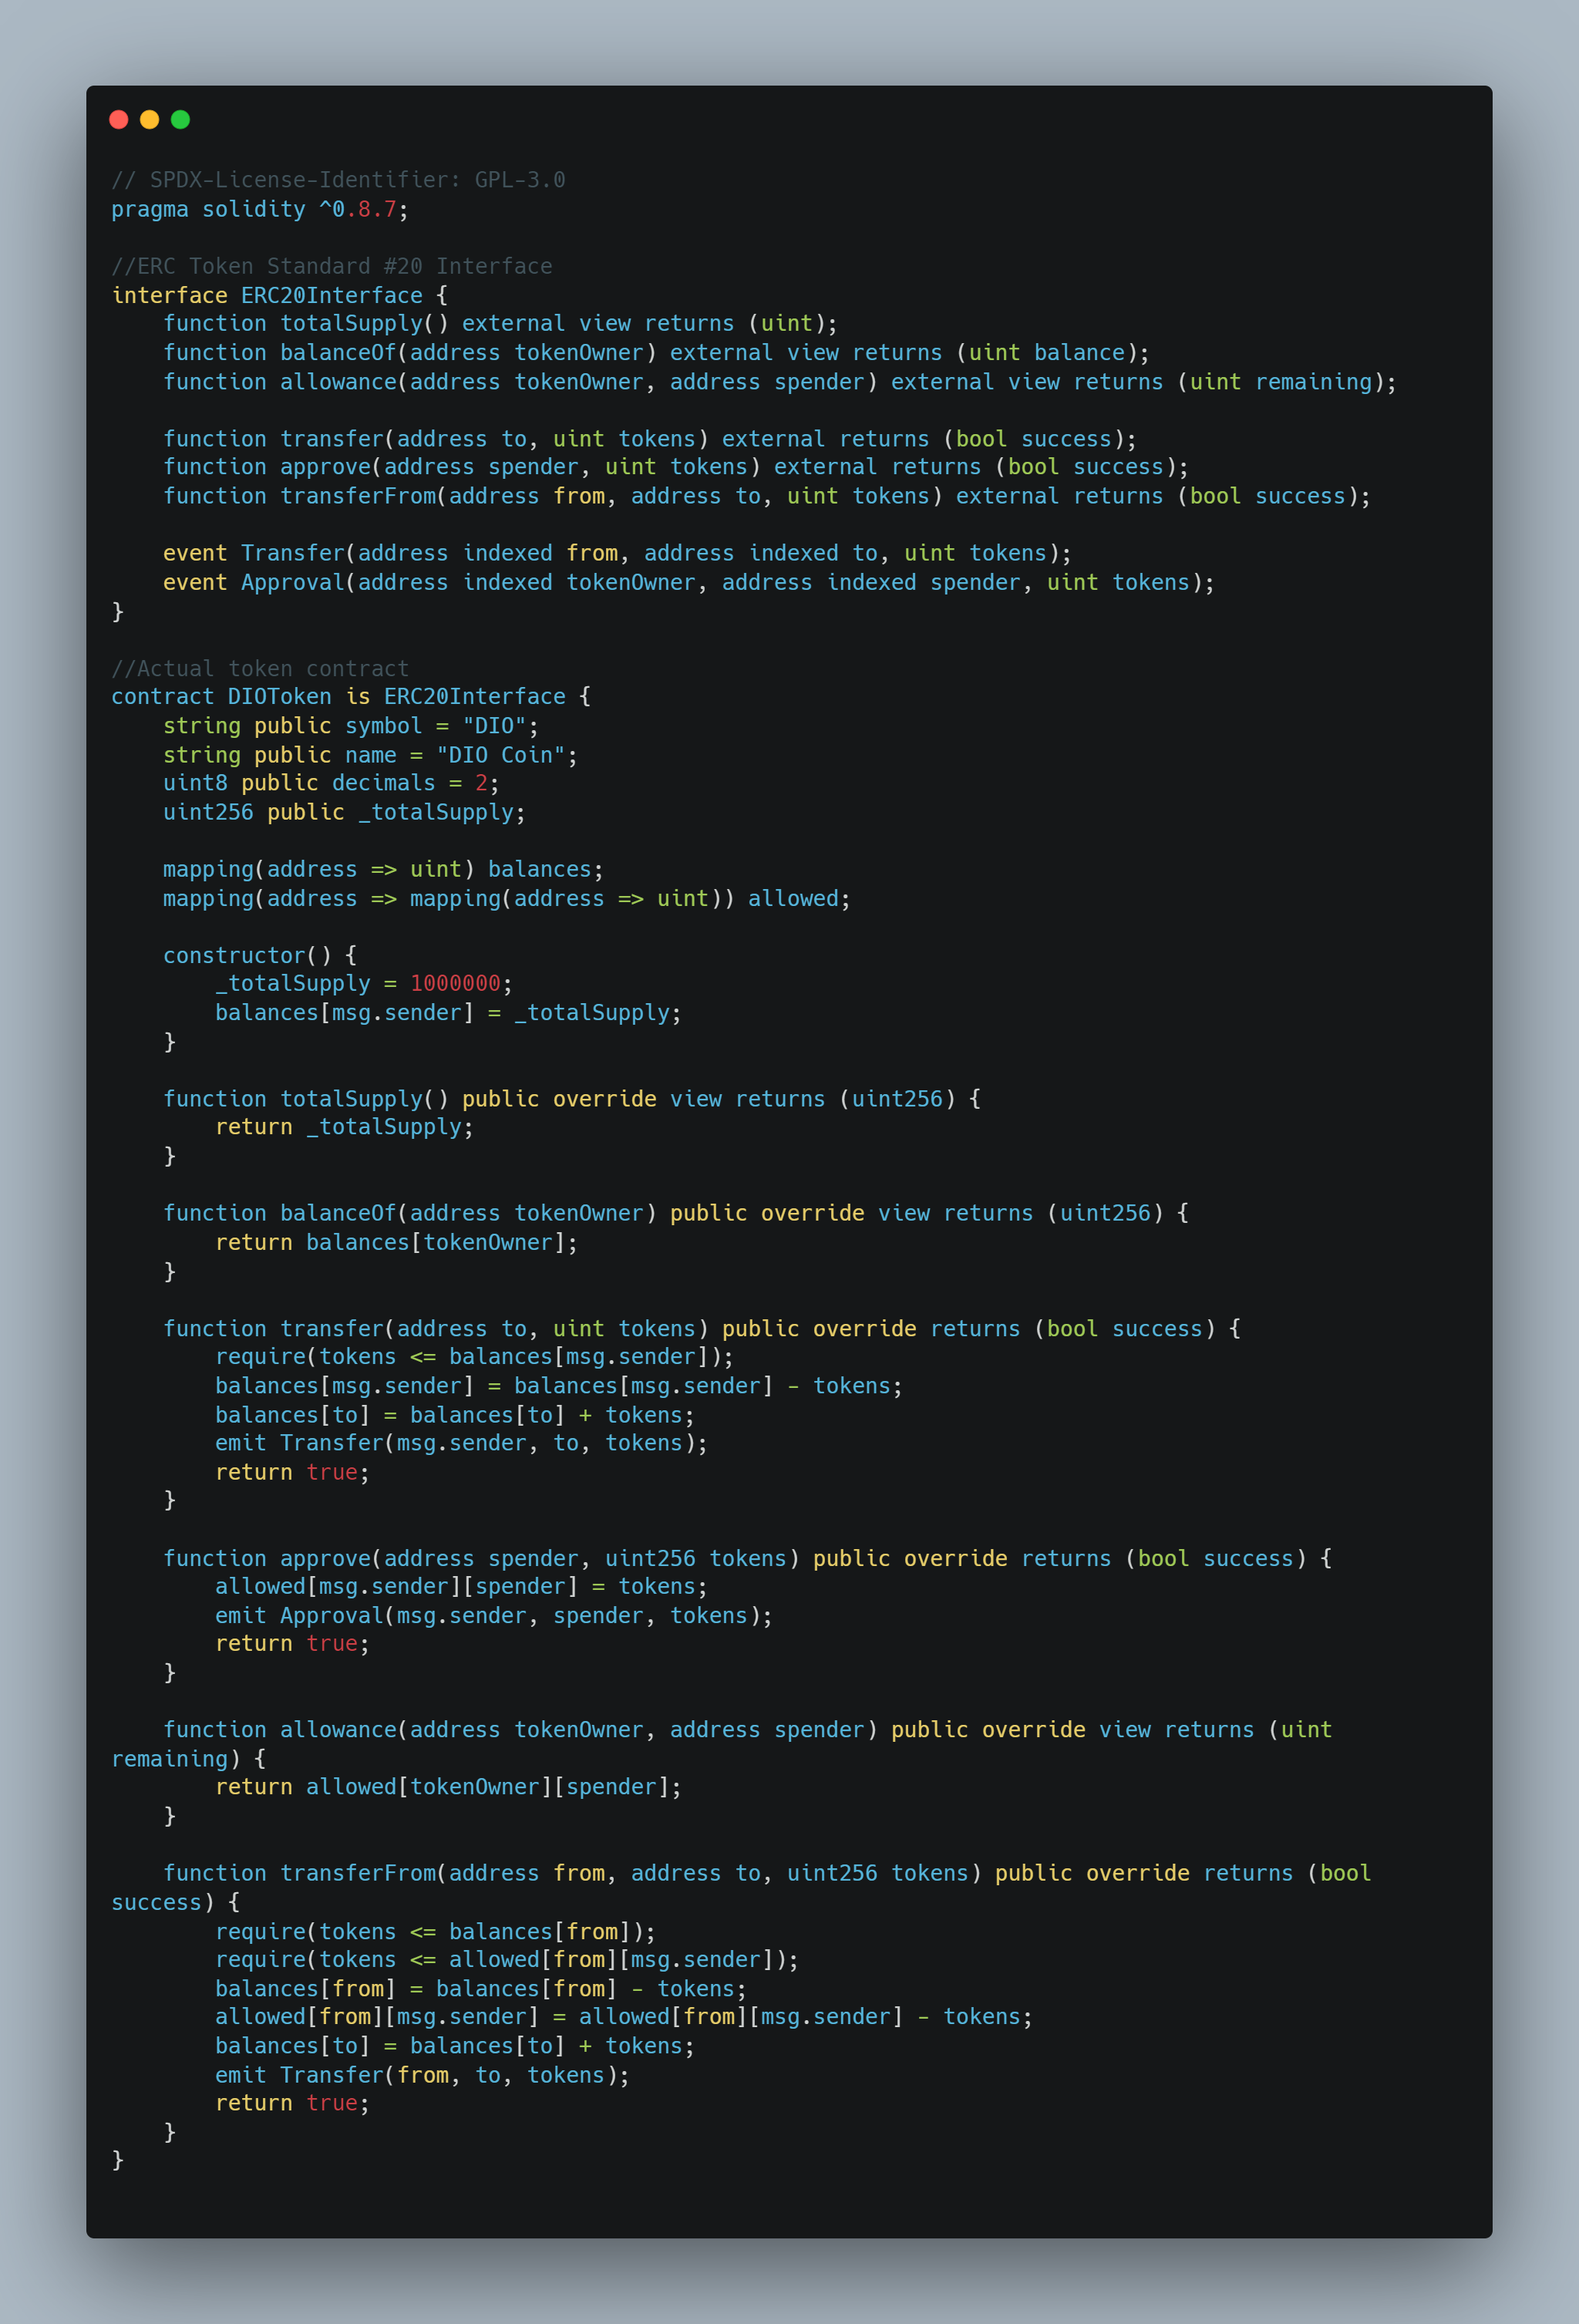 // SPDX-License-Identifier: GPL-3.0
pragma solidity ^0.8.7;

//ERC Token Standard #20 Interface
interface ERC20Interface {
    function totalSupply() external view returns (uint);
    function balanceOf(address tokenOwner) external view returns (uint balance);
    function allowance(address tokenOwner, address spender) external view returns (uint remaining);

    function transfer(address to, uint tokens) external returns (bool success);
    function approve(address spender, uint tokens) external returns (bool success);
    function transferFrom(address from, address to, uint tokens) external returns (bool success);

    event Transfer(address indexed from, address indexed to, uint tokens);
    event Approval(address indexed tokenOwner, address indexed spender, uint tokens);
}

//Actual token contract
contract DIOToken is ERC20Interface {
    string public symbol = "DIO";
    string public name = "DIO Coin";
    uint8 public decimals = 2;
    uint256 public _totalSupply;

    mapping(address => uint) balances;
    mapping(address => mapping(address => uint)) allowed;

    constructor() {
        _totalSupply = 1000000;
        balances[msg.sender] = _totalSupply;
    }

    function totalSupply() public override view returns (uint256) {
        return _totalSupply;
    }

    function balanceOf(address tokenOwner) public override view returns (uint256) {
        return balances[tokenOwner];
    }

    function transfer(address to, uint tokens) public override returns (bool success) {
        require(tokens <= balances[msg.sender]);
        balances[msg.sender] = balances[msg.sender] - tokens;
        balances[to] = balances[to] + tokens;
        emit Transfer(msg.sender, to, tokens);
        return true;
    }

    function approve(address spender, uint256 tokens) public override returns (bool success) {
        allowed[msg.sender][spender] = tokens;
        emit Approval(msg.sender, spender, tokens);
        return true;
    }

    function allowance(address tokenOwner, address spender) public override view returns (uint
remaining) {
        return allowed[tokenOwner][spender];
    }

    function transferFrom(address from, address to, uint256 tokens) public override returns (bool
success) {
        require(tokens <= balances[from]);
        require(tokens <= allowed[from][msg.sender]);
        balances[from] = balances[from] - tokens;
        allowed[from][msg.sender] = allowed[from][msg.sender] - tokens;
        balances[to] = balances[to] + tokens;
        emit Transfer(from, to, tokens);
        return true;
    }
}